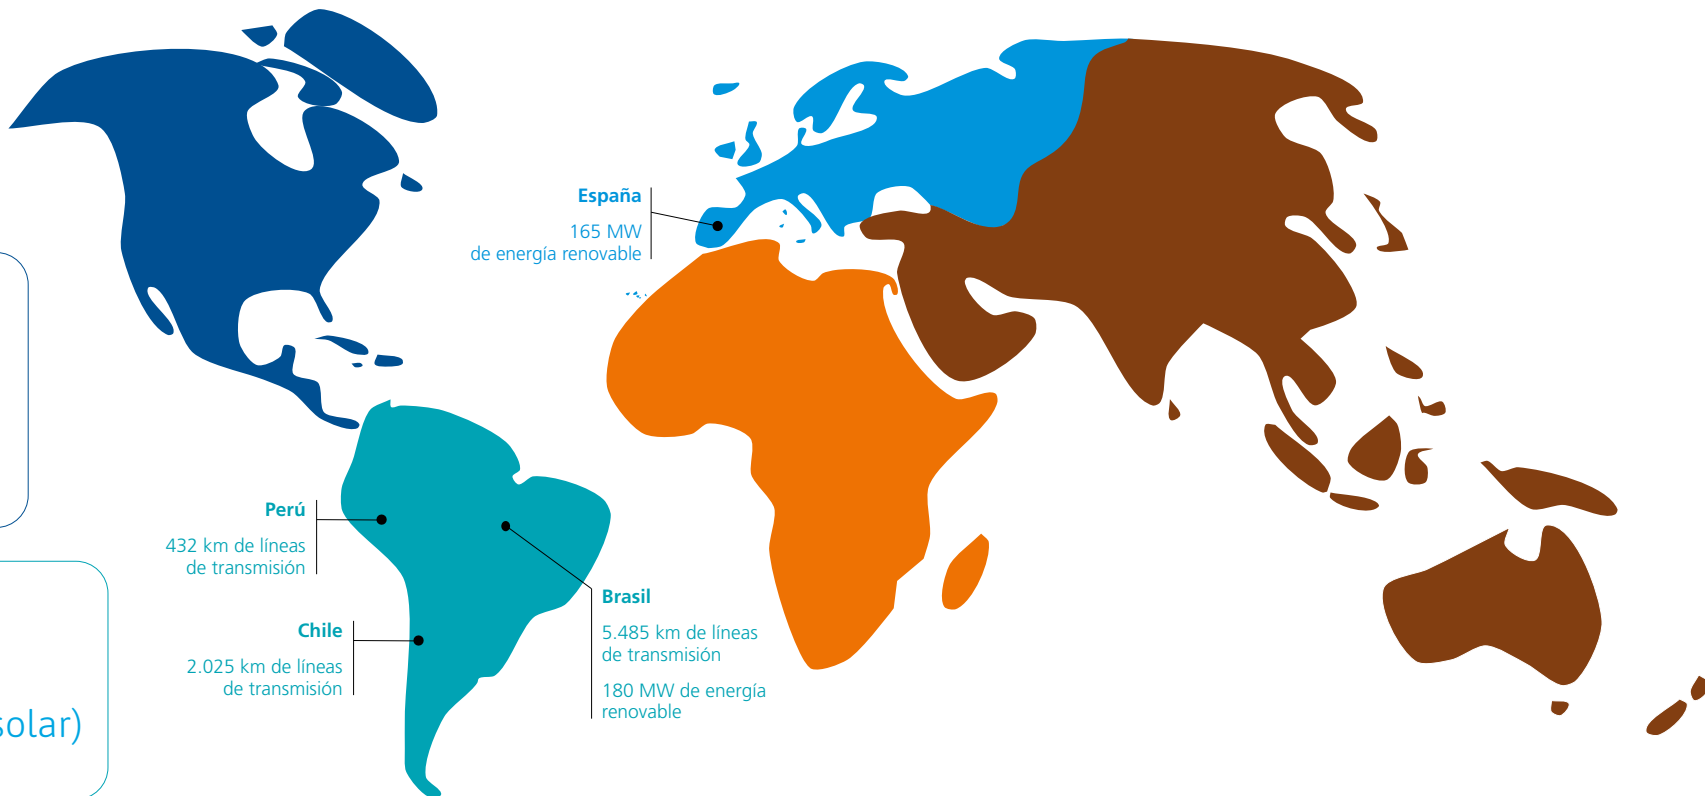 España
165 MW
de energía renovable
Perú
432 km de líneas
de transmisión
Chile
2.025 km de líneas
de transmisión
Brasil
5.485 km de líneas
de transmisión
180 MW de energía
renovable
solar)